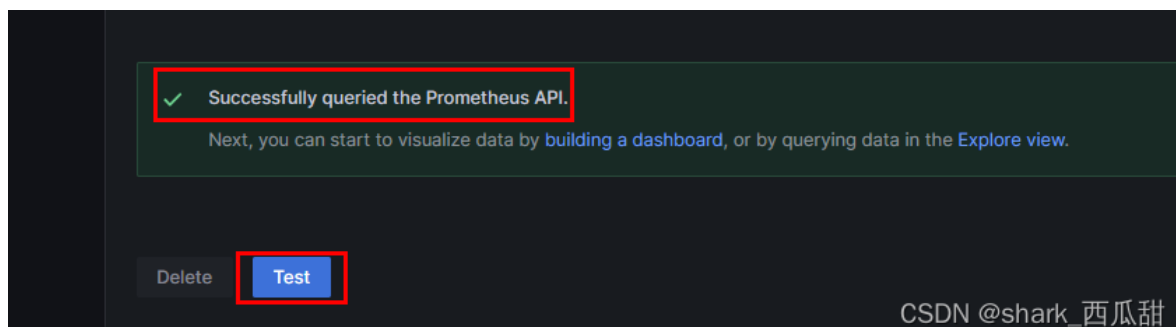 Successfully queried the Prometheus API.
Next, you can start to visualize data by building a dashboard, or by querying data in the Explore view.
Delete Test
CSDN @shark_西瓜甜